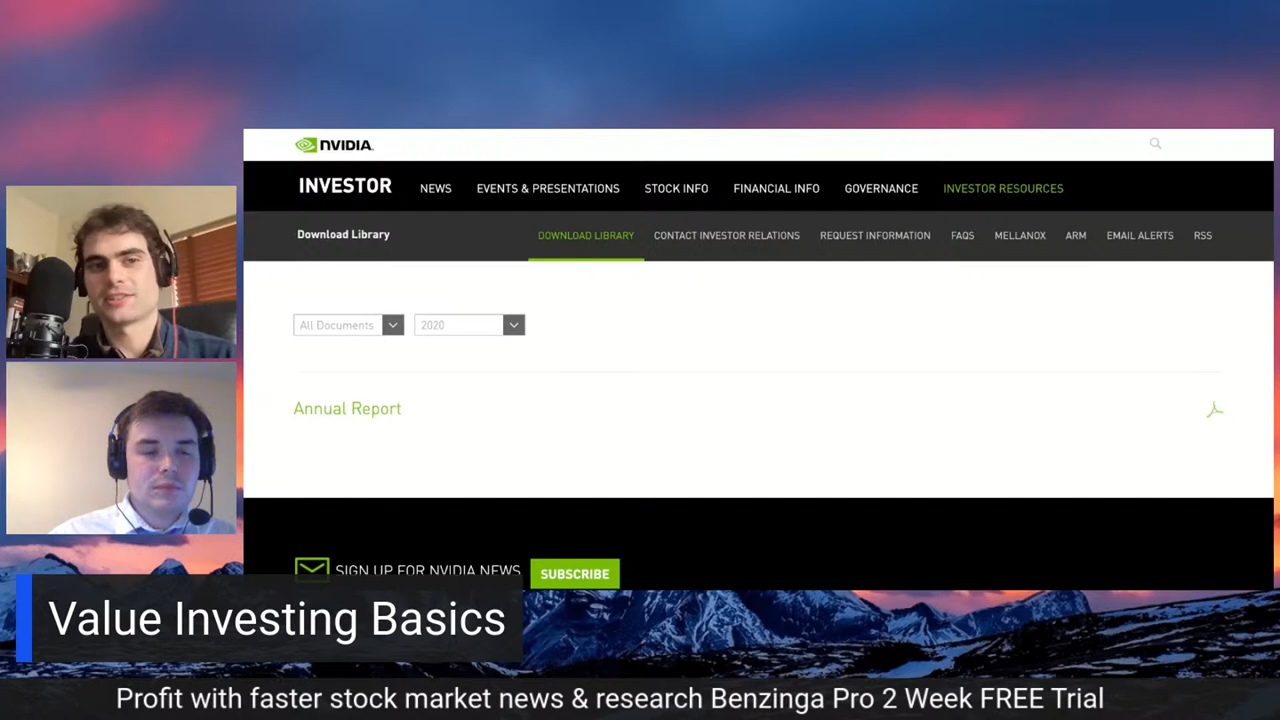 NVIDIA.
INVESTOR NEWS EVENTS & PRESENTATIONS STOCK INFO FINANCIAL INFO GOVERNANCE INVESTOR RESOURCES
Download Library DOWNLOAD LIBRARY CONTACT INVESTOR RELATIONS REQUEST INFORMATION FAQS MELLANOX ARM EMAIL ALERTS RSS
All Documents 2020
Annual Report
SIGN UP FOR NVIDIA NEWS SUBSCRIBE
Value Investing Basics
Profit with faster stock market news & research Benzinga Pro 2 Week FREE Trial